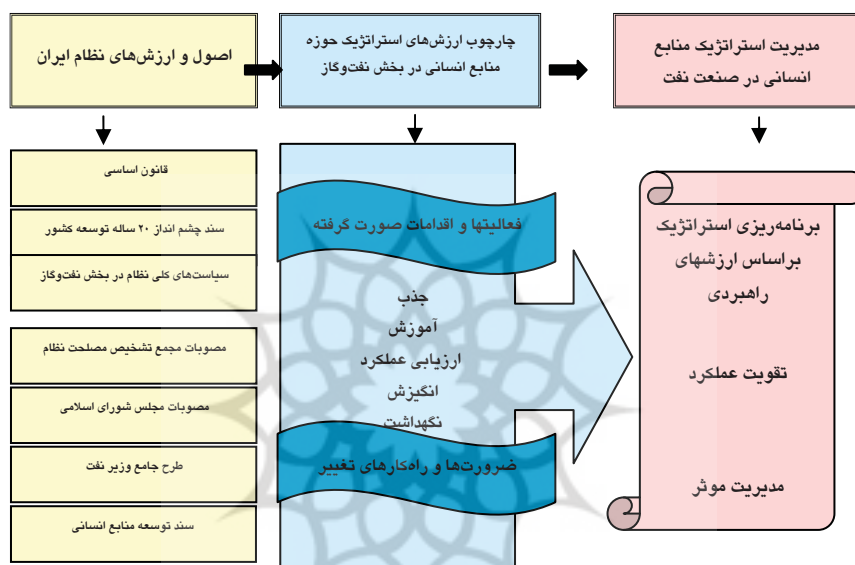 اصول و ارزش‌های نظام ایران
چارچوب ارزش‌های استراتژیک حوزه
منابع انسانی در بخش نفت‌وگاز
مدیریت استراتژیک منابع
انسانی در صنعت نفت
قانون اساسی
سند چشم انداز ۲۰ ساله توسعه کشور
سیاست‌های کلی نظام در بخش نفت‌وگاز
مصوبات مجمع تشخیص مصلحت نظام
مصوبات مجلس شورای اسلامی
طرح جامع وزیر نفت
سند توسعه منابع انسانی
فعالیتها و اقدامات صورت گرفته
جذب
آموزش
ارزیابی عملکرد
انگیزش
نگهداشت
ضرورت‌ها و راه‌کارهای تغییر
برنامه‌ریزی استراتژیک
براساس ارزشهای
راهبردی
تقویت عملکرد
مدیریت موثر